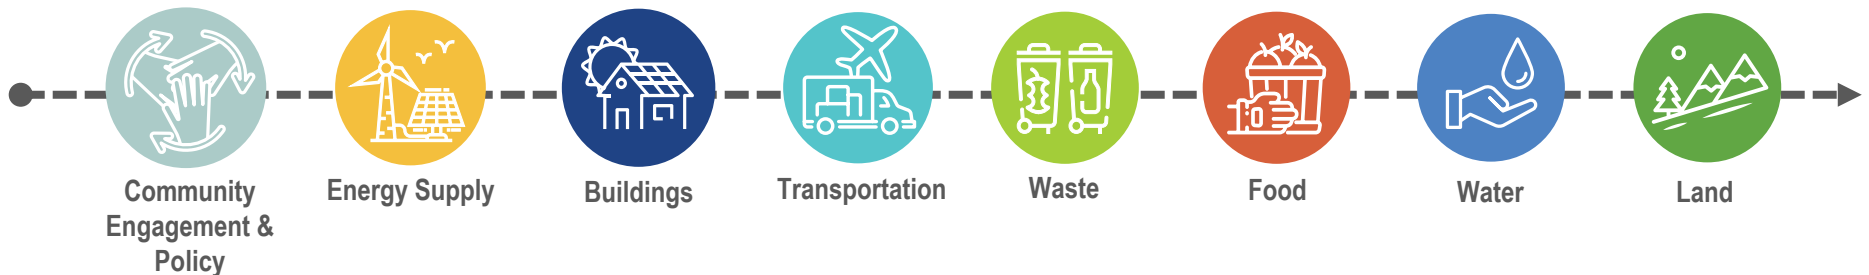 Community
Engagement &
Policy
Energy Supply
Buildings
Transportation
Waste
Food
Water
Land